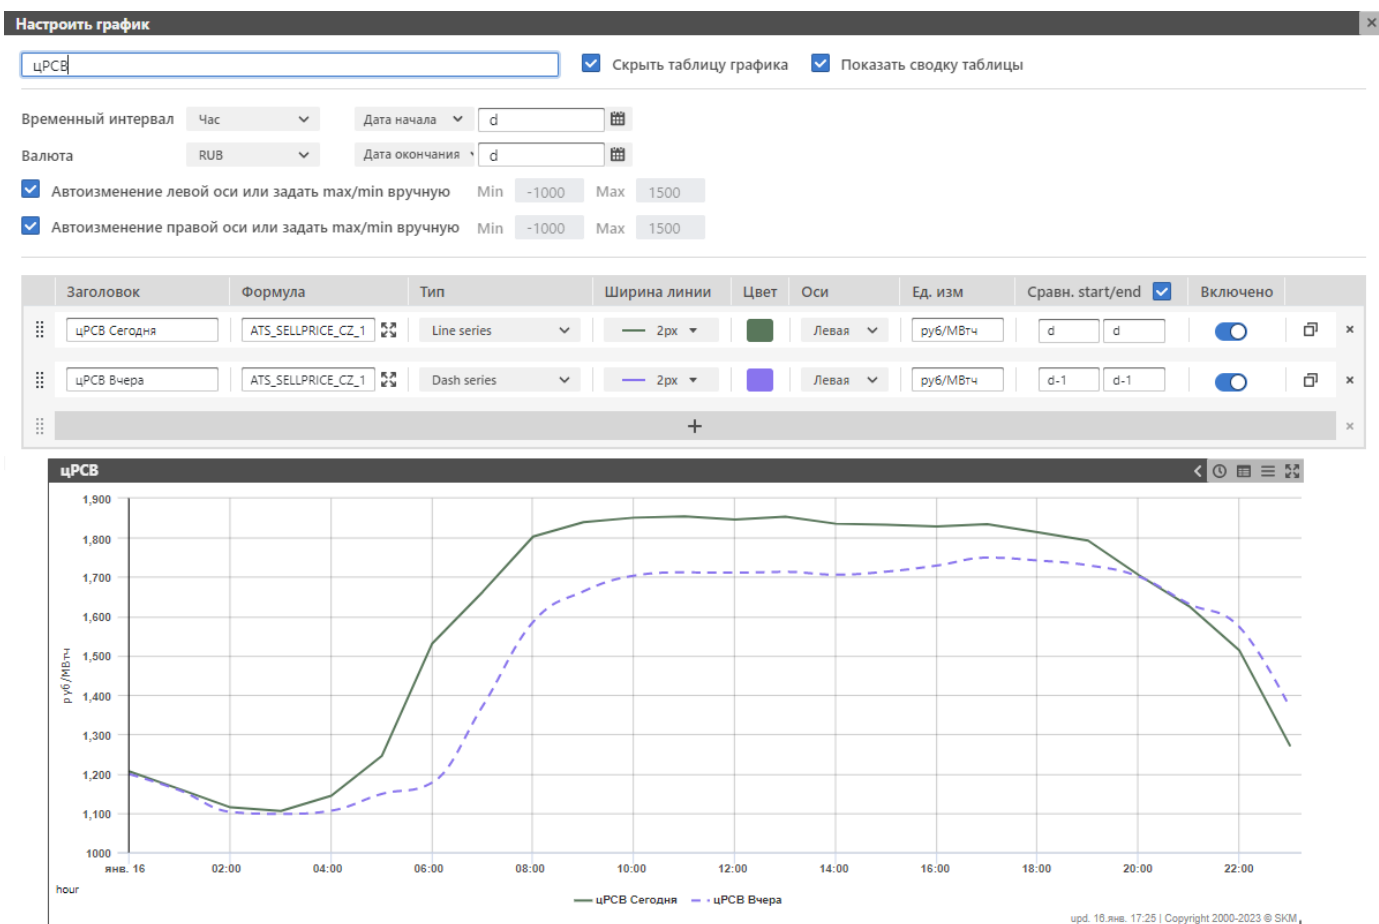 Настроить график
цРСВ
Скрыть таблицу графика
Показать сводку таблицы
Временный интервал Час Дата начала d
Валюта RUB Дата окончания d
Автоизменение левой оси или задать max/min вручную Min -1000 Max 1500
Автоизменение правой оси или задать max/min вручную Min -1000 Max 1500
Заголовок Формула Тип Ширина линии Цвет Оси Ед. изм Сравн. start/end Включено
цРСВ Сегодня ATS_SELLPRICE_CZ_1 Line series 2px Левая руб/МВтч d d
цРСВ Вчера ATS_SELLPRICE_CZ_1 Dash series 2px Левая руб/МВтч d-1 d-1
+
цРСВ
1,900
1,800
1,700
1,600
1,500
1,400
1,300
1,200
1,100
1000
руб/МВтч
янв. 16 02:00 04:00 06:00 08:00 10:00 12:00 14:00 16:00 18:00 20:00 22:00
hour
цРСВ Сегодня цРСВ Вчера
upd. 16.янв. 17:25 | Copyright 2000-2023 © SKM